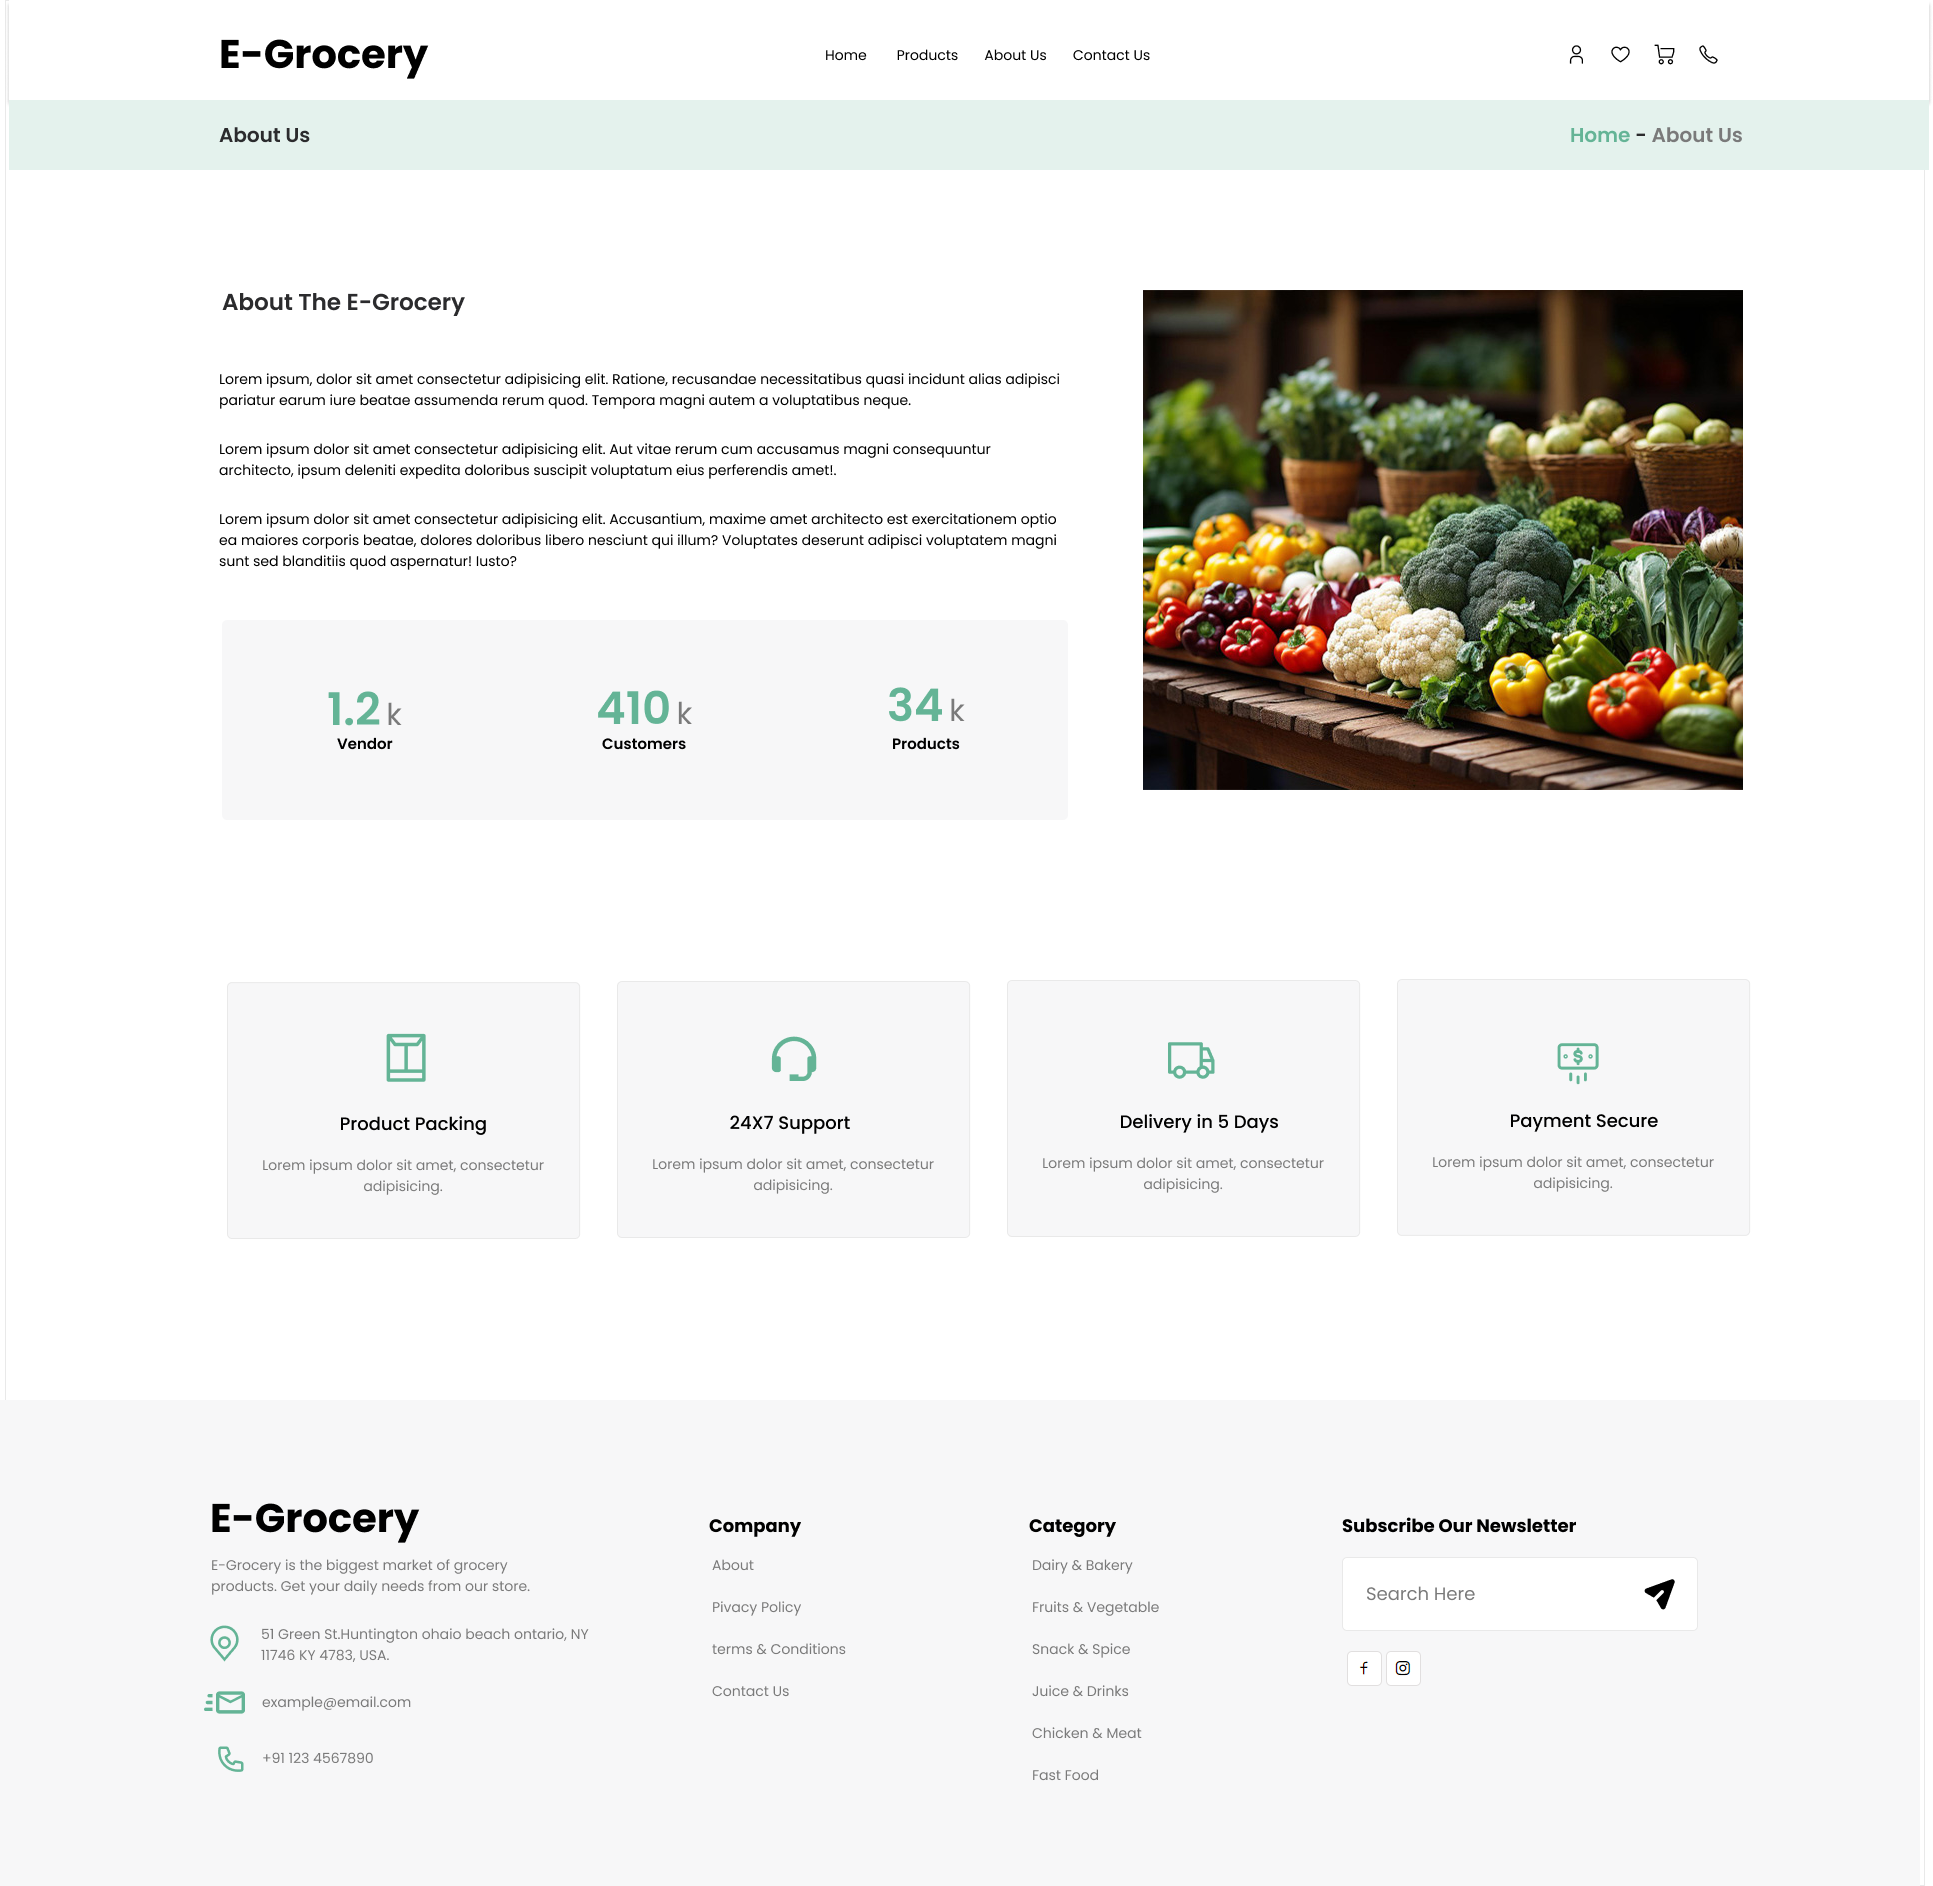 E-Grocery
Home Products About Us Contact Us
About Us
Home - About Us
About The E-Grocery
Lorem ipsum, dolor sit amet consectetur adipisicing elit. Ratione, recusandae necessitatibus quasi incidunt alias adipisci
pariatur earum iure beatae assumenda rerum quod. Tempora magni autem a voluptatibus neque.
Lorem ipsum dolor sit amet consectetur adipisicing elit. Aut vitae rerum cum accusamus magni consequuntur
architecto, ipsum deleniti expedita doloribus suscipit voluptatum eius perferendis amet!.
Lorem ipsum dolor sit amet consectetur adipisicing elit. Accusantium, maxime amet architecto est exercitationem optio
ea maiores corporis beatae, dolores doloribus libero nesciunt qui illum? Voluptates deserunt adipisci voluptatem magni
sunt sed blanditiis quod aspernatur! Iusto?
1.2 k
Vendor
410 k
Customers
34 k
Products
Product Packing
Lorem ipsum dolor sit amet, consectetur
adipisicing.
24X7 Support
Lorem ipsum dolor sit amet, consectetur
adipisicing.
Delivery in 5 Days
Lorem ipsum dolor sit amet, consectetur
adipisicing.
Payment Secure
Lorem ipsum dolor sit amet, consectetur
adipisicing.
E-Grocery
E-Grocery is the biggest market of grocery
products. Get your daily needs from our store.
51 Green St.Huntington ohaio beach ontario, NY
11746 KY 4783, USA.
example@email.com
+91 123 4567890
Company
About
Pivacy Policy
terms & Conditions
Contact Us
Category
Dairy & Bakery
Fruits & Vegetable
Snack & Spice
Juice & Drinks
Chicken & Meat
Fast Food
Subscribe Our Newsletter
Search Here